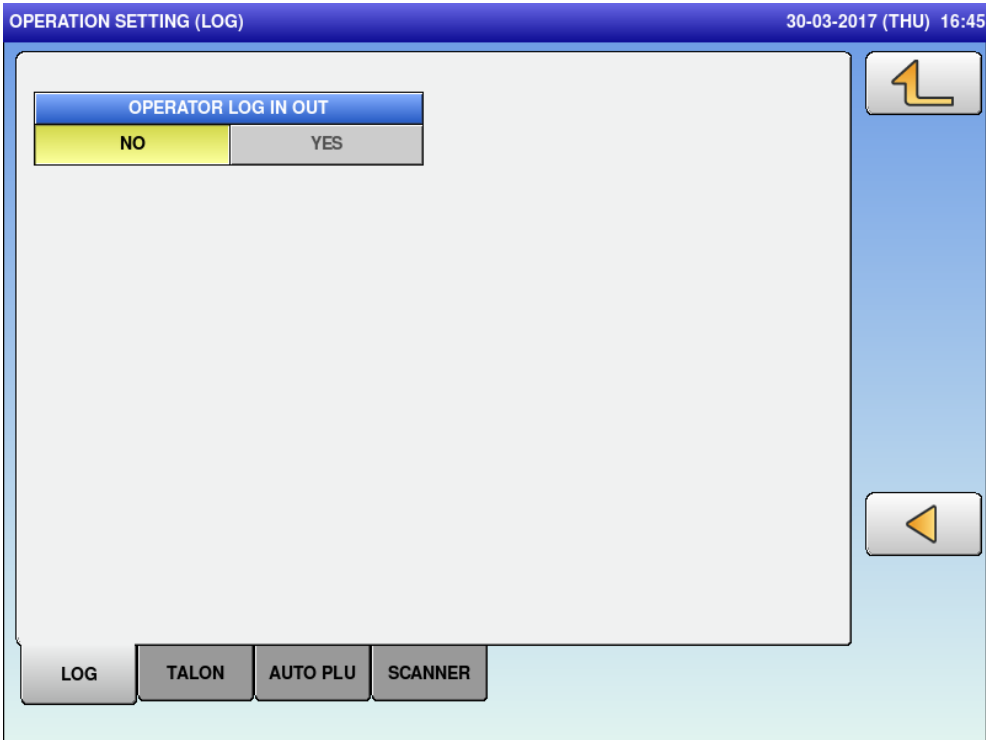 OPERATION SETTING (LOG) 30-03-2017 (THU) 16:45
OPERATOR LOG IN OUT
NO YES
LOG TALON AUTO PLU SCANNER